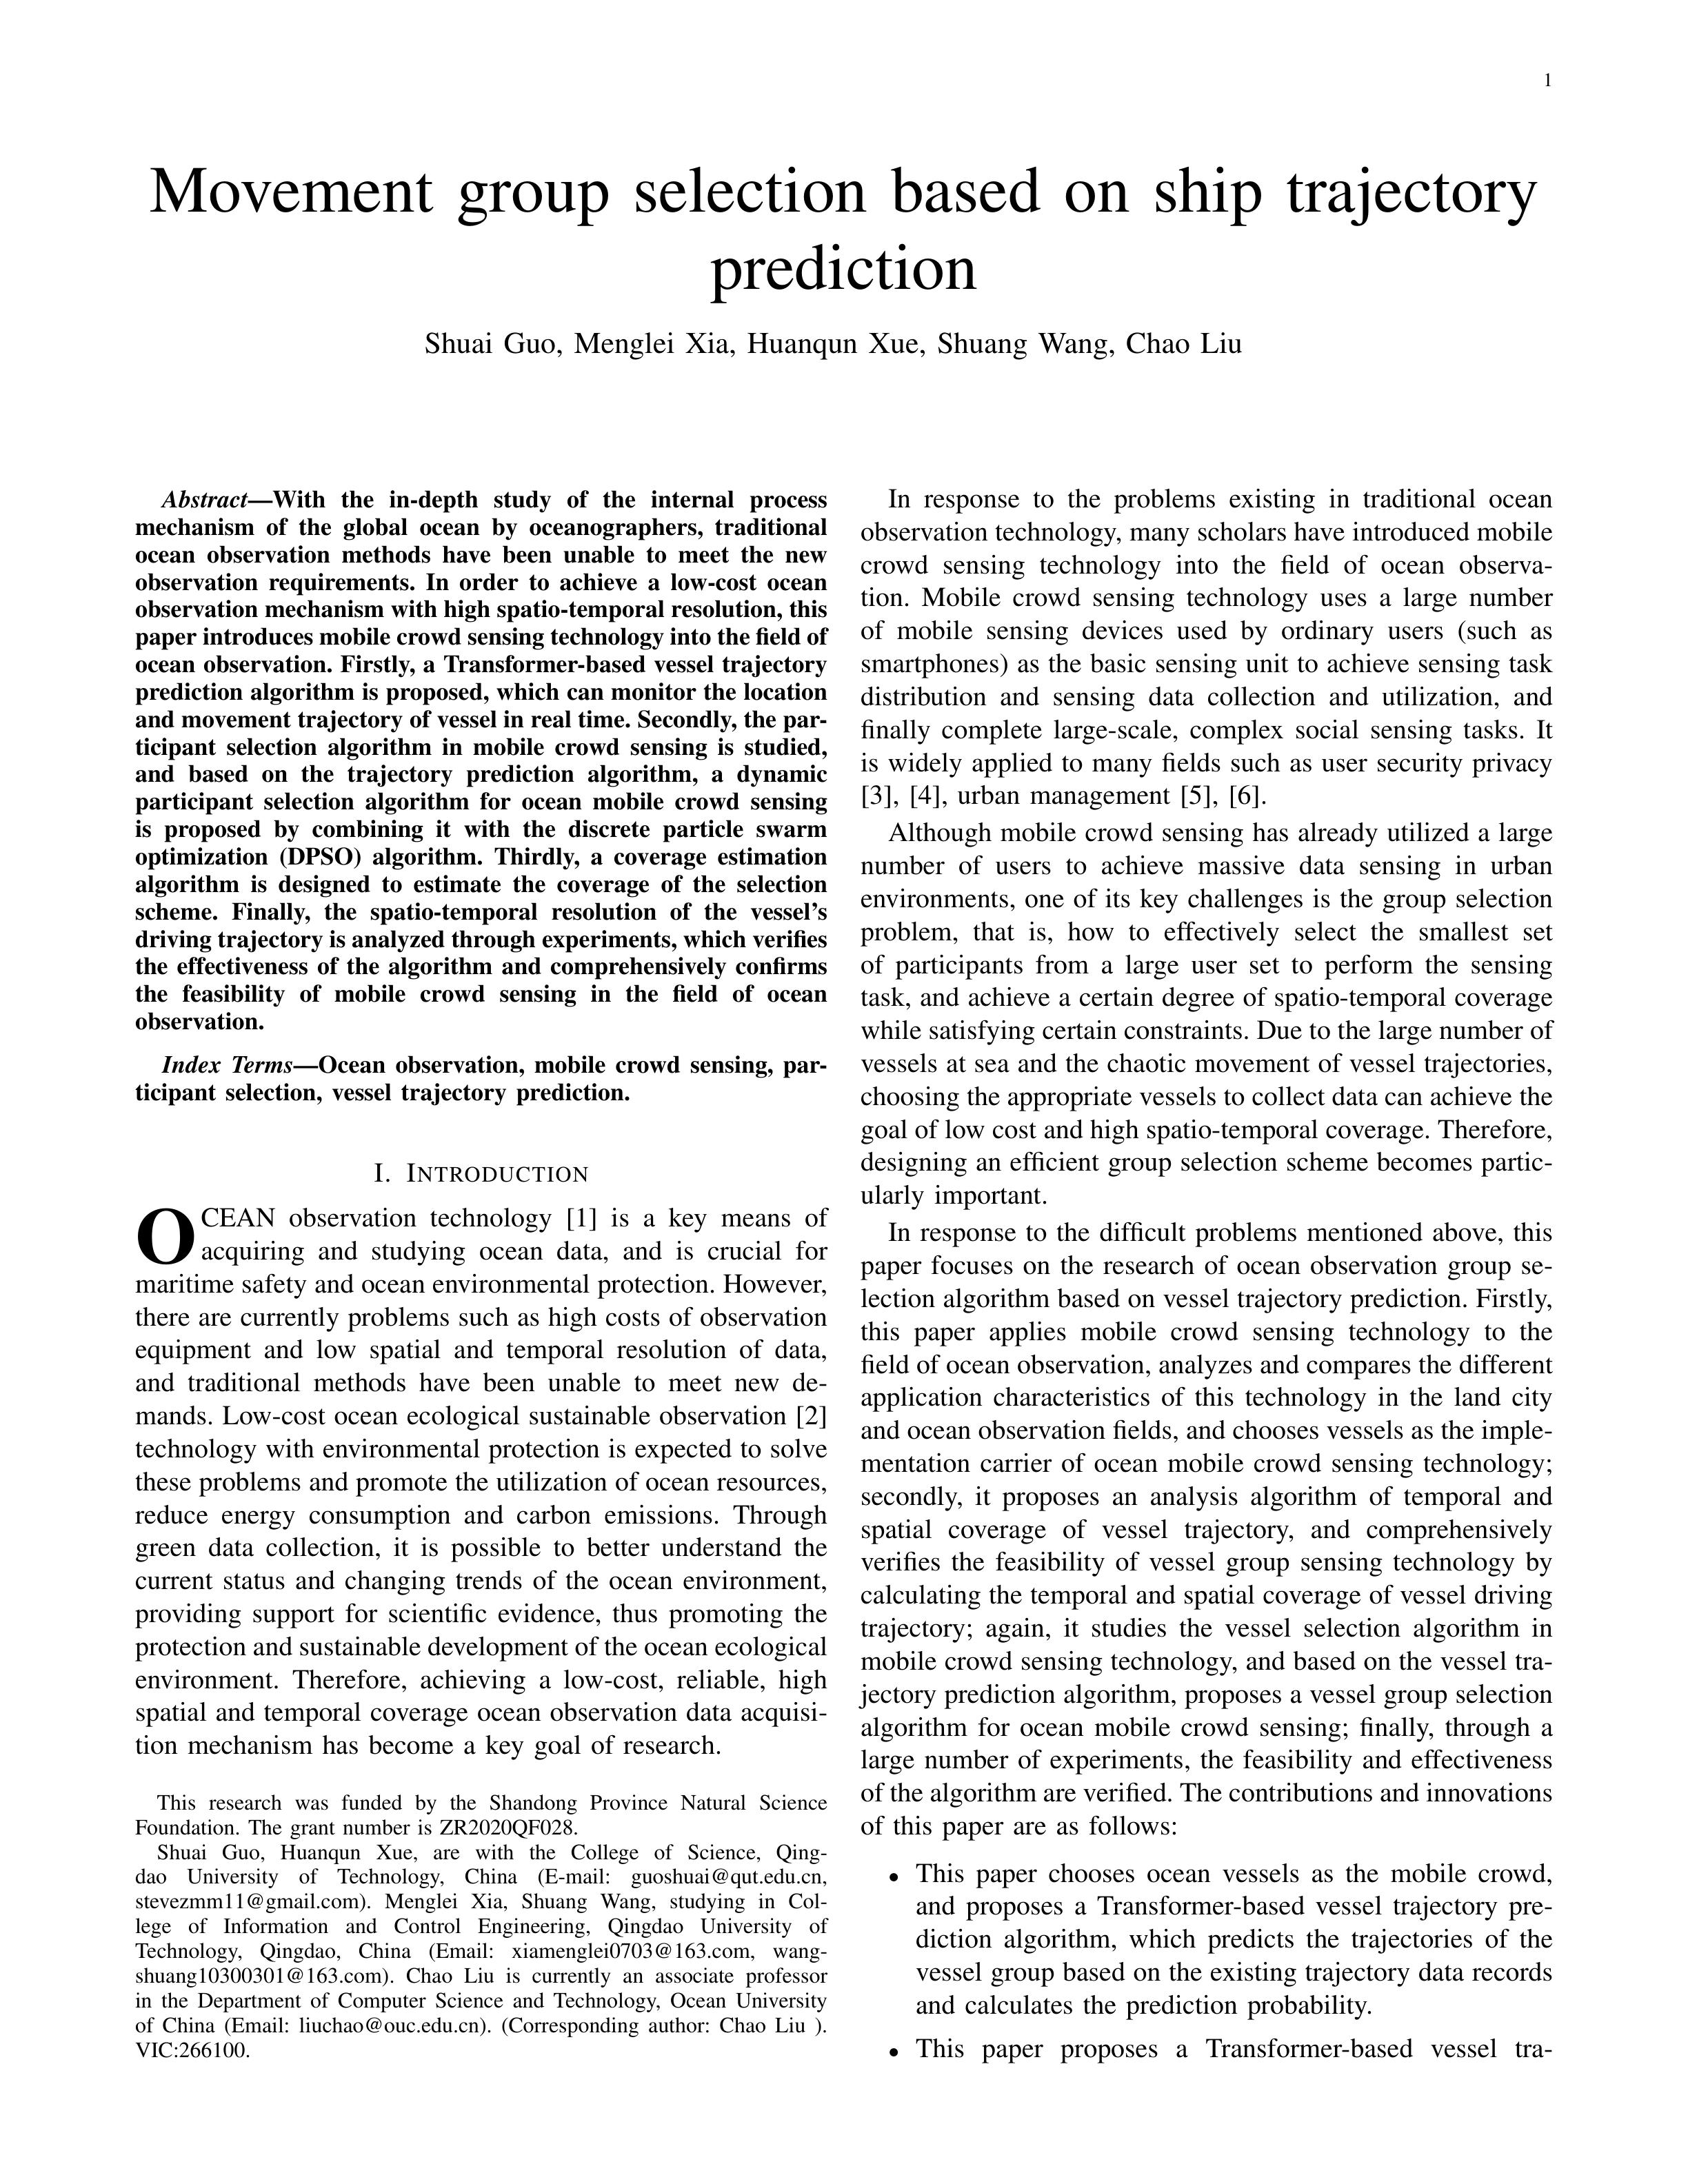 1
Movement group selection based on ship trajectory
prediction
Shuai Guo, Menglei Xia, Huanqun Xue, Shuang Wang, Chao Liu
Abstract—With the in-depth study of the internal process
mechanism of the global ocean by oceanographers, traditional
ocean observation methods have been unable to meet the new
observation requirements. In order to achieve a low-cost ocean
observation mechanism with high spatio-temporal resolution, this
paper introduces mobile crowd sensing technology into the field of
ocean observation. Firstly, a Transformer-based vessel trajectory
prediction algorithm is proposed, which can monitor the location
and movement trajectory of vessel in real time. Secondly, the par-
ticipant selection algorithm in mobile crowd sensing is studied,
and based on the trajectory prediction algorithm, a dynamic
participant selection algorithm for ocean mobile crowd sensing
is proposed by combining it with the discrete particle swarm
optimization (DPSO) algorithm. Thirdly, a coverage estimation
algorithm is designed to estimate the coverage of the selection
scheme. Finally, the spatio-temporal resolution of the vessel's
driving trajectory is analyzed through experiments, which verifies
the effectiveness of the algorithm and comprehensively confirms
the feasibility of mobile crowd sensing in the field of ocean
observation.
Index Terms—Ocean observation, mobile crowd sensing, par-
ticipant selection, vessel trajectory prediction.
I. INTRODUCTION
OCEAN observation technology [1] is a key means of
acquiring and studying ocean data, and is crucial for
maritime safety and ocean environmental protection. However,
there are currently problems such as high costs of observation
equipment and low spatial and temporal resolution of data,
and traditional methods have been unable to meet new de-
mands. Low-cost ocean ecological sustainable observation [2]
technology with environmental protection is expected to solve
these problems and promote the utilization of ocean resources,
reduce energy consumption and carbon emissions. Through
green data collection, it is possible to better understand the
current status and changing trends of the ocean environment,
providing support for scientific evidence, thus promoting the
protection and sustainable development of the ocean ecological
environment. Therefore, achieving a low-cost, reliable, high
spatial and temporal coverage ocean observation data acquisi-
tion mechanism has become a key goal of research.
This research was funded by the Shandong Province Natural Science
Foundation. The grant number is ZR2020QF028.
Shuai Guo, Huanqun Xue, are with the College of Science, Qing-
dao University of Technology, China (E-mail: guoshuai@qut.edu.cn,
stevezmm11@gmail.com). Menglei Xia, Shuang Wang, studying in Col-
lege of Information and Control Engineering, Qingdao University of
Technology, Qingdao, China (Email: xiamenglei0703@163.com, wang-
shuang10300301@163.com). Chao Liu is currently an associate professor
in the Department of Computer Science and Technology, Ocean University
of China (Email: liuchao@ouc.edu.cn). (Corresponding author: Chao Liu ).
VIC:266100.
In response to the problems existing in traditional ocean
observation technology, many scholars have introduced mobile
crowd sensing technology into the field of ocean observa-
tion. Mobile crowd sensing technology uses a large number
of mobile sensing devices used by ordinary users (such as
smartphones) as the basic sensing unit to achieve sensing task
distribution and sensing data collection and utilization, and
finally complete large-scale, complex social sensing tasks. It
is widely applied to many fields such as user security privacy
[3], [4], urban management [5], [6].
Although mobile crowd sensing has already utilized a large
number of users to achieve massive data sensing in urban
environments, one of its key challenges is the group selection
problem, that is, how to effectively select the smallest set
of participants from a large user set to perform the sensing
task, and achieve a certain degree of spatio-temporal coverage
while satisfying certain constraints. Due to the large number of
vessels at sea and the chaotic movement of vessel trajectories,
choosing the appropriate vessels to collect data can achieve the
goal of low cost and high spatio-temporal coverage. Therefore,
designing an efficient group selection scheme becomes partic-
ularly important.
In response to the difficult problems mentioned above, this
paper focuses on the research of ocean observation group se-
lection algorithm based on vessel trajectory prediction. Firstly,
this paper applies mobile crowd sensing technology to the
field of ocean observation, analyzes and compares the different
application characteristics of this technology in the land city
and ocean observation fields, and chooses vessels as the imple-
mentation carrier of ocean mobile crowd sensing technology;
secondly, it proposes an analysis algorithm of temporal and
spatial coverage of vessel trajectory, and comprehensively
verifies the feasibility of vessel group sensing technology by
calculating the temporal and spatial coverage of vessel driving
trajectory; again, it studies the vessel selection algorithm in
mobile crowd sensing technology, and based on the vessel tra-
jectory prediction algorithm, proposes a vessel group selection
algorithm for ocean mobile crowd sensing; finally, through a
large number of experiments, the feasibility and effectiveness
of the algorithm are verified. The contributions and innovations
of this paper are as follows:
• This paper chooses ocean vessels as the mobile crowd,
and proposes a Transformer-based vessel trajectory pre-
diction algorithm, which predicts the trajectories of the
vessel group based on the existing trajectory data records
and calculates the prediction probability.
• This paper proposes a Transformer-based vessel tra-